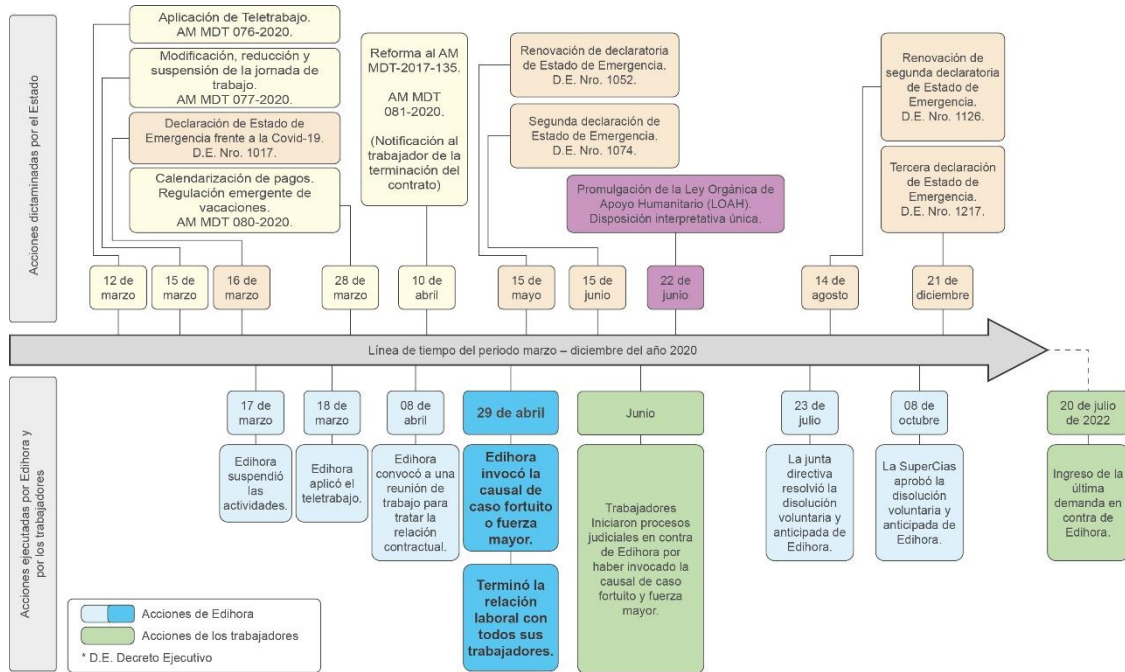 Acciones dictaminadas por el Estado
Aplicación de Teletrabajo.
AM MDT 076-2020.
Modificación, reducción y
suspensión de la jornada de
trabajo.
AM MDT 077-2020.
Declaración de Estado de
Emergencia frente a la Covid-19.
D.E. Nro. 1017.
Calendarización de pagos.
Regulación emergente de
vacaciones.
AM MDT 080-2020.
Reforma al AM
MDT-2017-135.
AM MDT
081-2020.
(Notificación al
trabajador de la
terminación del
contrato)
Renovación de declaratoria
de Estado de Emergencia.
D.E. Nro. 1052.
Segunda declaración de
Estado de Emergencia.
D.E. Nro. 1074.
Promulgación de la Ley Orgánica de
Apoyo Humanitario (LOAH).
Disposición interpretativa única.
Renovación de
segunda declaratoria
de Estado de
Emergencia.
D.E. Nro. 1126.
Tercera declaración
de Estado de
Emergencia.
D.E. Nro. 1217.
12 de
marzo
15 de
marzo
16 de
marzo
28 de
marzo
10 de
abril
15 de
mayo
15 de
junio
22 de
junio
14 de
agosto
21 de
diciembre
Línea de tiempo del periodo marzo – diciembre del año 2020
Acciones ejecutadas por Edihora y
por los trabajadores
17 de
marzo
Edihora
suspendió
las
actividades.
18 de
marzo
Edihora
aplicó el
teletrabajo.
08 de
abril
Edihora
convocó a una
reunión de
trabajo para
tratar la
relación
contractual.
29 de abril
Edihora
invocó la
causal de
caso fortuito
o fuerza
mayor.
Terminó la
relación
laboral con
todos sus
trabajadores.
Junio
Trabajadores
Iniciaron procesos
judiciales en contra
de Edihora por
haber invocado la
causal de caso
fortuito y fuerza
mayor.
23 de
julio
La junta
directiva
resolvió la
disolución
voluntaria y
anticipada de
Edihora.
08 de
octubre
La SuperCias
aprobó la
disolución
voluntaria y
anticipada de
Edihora.
20 de julio
de 2022
Ingreso de la
última
demanda en
contra de
Edihora.
Acciones de Edihora
Acciones de los trabajadores
* D.E. Decreto Ejecutivo